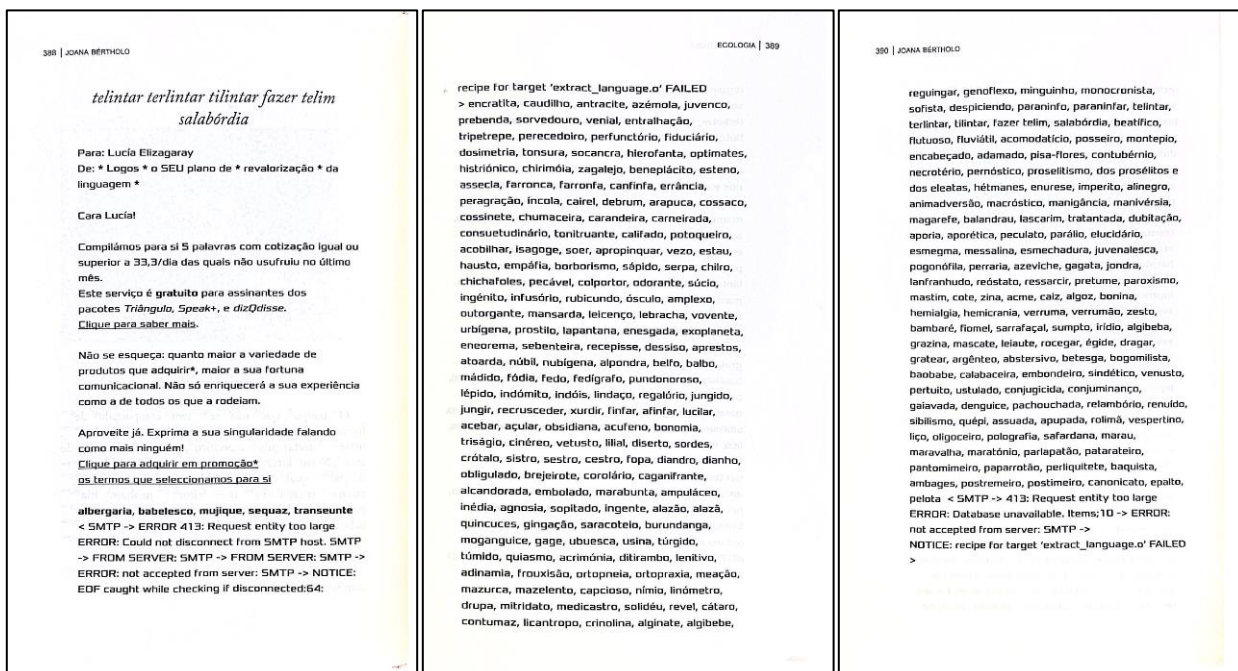 388 | JOANA BÉRTHOLO
telintar terlintar tilintar fazer telim
salabórdia
Para: Lucía Elizagaray
De: * Logos * o SEU plano de * revalorização * da
linguagem *
Cara Lucía!
Compilámos para si 5 palavras com cotização igual ou
superior a 33,3/dia das quais não usufruiu no último
mês.
Este serviço é gratuito para assinantes dos
pacotes Triângulo, Speak+, e dizQdisse.
Clique para saber mais.
Não se esqueça: quanto maior a variedade de
produtos que adquirir*, maior a sua fortuna
comunicacional. Não só enriquecerá a sua experiência
como a de todos os que a rodeiam.
Aproveite já. Exprima a sua singularidade falando
como mais ninguém!
Clique para adquirir em promoção*
os termos que seleccionamos para si
albergaria, babelesco, mujique, sequaz, transeunte
< SMTP -> ERROR 413: Request entity too large
ERROR: Could not disconnect from SMTP host. SMTP
-> FROM SERVER: SMTP -> FROM SERVER: SMTP ->
ERROR: not accepted from server: SMTP -> NOTICE:
EOF caught while checking if disconnected:64:
ECOLOGIA | 389
recipe for target 'extract_language.o' FAILED
> encratita, caudilho, antracite, azémola, juvenco,
prebenda, sorvedouro, venial, entralhação,
tripetrepe, perecedoiro, perfunctório, fiduciário,
dosimetria, tonsura, socancra, hierofanta, optimates,
histriónico, chirimóia, zagalejo, beneplácito, esteno,
assecla, farronca, farronfa, canfinfa, errância,
peragração, íncola, cairel, debrum, arapuca, cossaco,
cossinete, chumaceira, carandeira, carneirada,
consuetudinário, tonitruante, califado, potoqueiro,
acobilhar, isagoge, soer, apropinquar, vezo, estau,
hausto, empáfia, borborismo, sápido, serpa, chilro,
chichafoles, pecável, colportor, odorante, súcio,
ingénito, infusório, rubicundo, ósculo, amplexo,
outorgante, mansarda, leicenço, lebracha, vovente,
urbígena, prostilo, lapantana, enesgada, exoplaneta,
eneorema, sebenteira, recepisse, dessiso, aprestos,
atoarda, núbil, nubígena, alpondra, belfo, balbo,
mádido, fódia, fedo, fedígrafo, pundonoroso,
lépido, indómito, indóis, lindaço, regalório, jungido,
jungir, recrusceder, xurdir, finfar, afinfar, lucilar,
acebar, açular, obsidiana, acufeno, bonomia,
triságio, cinéreo, vetusto, lilial, diserto, sordes,
crótalo, sistro, sestro, cestro, fopa, diandro, dianho,
obligulado, brejeirote, corolário, caganifrante,
alcandorada, embolado, marabunta, ampuláceo,
inédia, agnosia, sopitado, ingente, alazão, alazã,
quincuces, gingação, saracoteio, burundanga,
moganguice, gage, ubuesca, usina, túrgido,
túmido, quiasmo, acrimónia, ditirambo, lenitivo,
adinamia, frouxisão, ortopneia, ortopraxia, meação,
mazurca, mazelento, capcioso, nímio, linómetro,
drupa, mitridato, medicastro, solidéu, revel, cátaro,
contumaz, licantropo, crinolina, alginate, algibebe,
390 | JOANA BÉRTHOLO
reguingar, genoflexo, minguinho, monocronista,
sofista, despiciendo, paraninfo, paraninfar, telintar,
terlintar, tilintar, fazer telim, salabórdia, beatífico,
flutuoso, fluviátil, acomodatício, posseiro, montepio,
encabeçado, adamado, pisa-flores, contubérnio,
necrotério, pernóstico, proselitismo, dos prosélitos e
dos eleatas, hétmanes, enurese, imperito, alinegro,
animadversão, macróstico, manigância, manivérsia,
magarefe, balandrau, lascarim, tratantada, dubitação,
aporia, aporética, peculato, parálio, elucidário,
esmegma, messalina, esmechadura, juvenalesca,
pogonófila, perraria, azeviche, gagata, jondra,
lanfranhudo, reóstato, ressarcir, pretume, paroxismo,
mastim, cote, zina, acme, caiz, algoz, bonina,
hemialgia, hemicrania, verruma, verrumão, zesto,
bambaré, fiomel, sarrafaçal, sumpto, irídio, algibeba,
grazina, mascate, leiaute, rocegar, égide, dragar,
gratear, argênteo, abstersivo, betesga, bogomilista,
baobabe, calabaceira, embondeiro, sindético, venusto,
pertuito, ustulado, conjugicida, conjuminanço,
gaiavada, denguice, pachouchada, relambório, renuído,
sibilismo, quépi, assuada, apupada, rolimã, vespertino,
liço, oligoceiro, polografia, safardana, marau,
maravalha, maratónio, parlapatão, patarateiro,
pantomimeiro, paparrotão, perliquitete, baquista,
ambages, postremeiro, postimeiro, canonicato, epalto,
pelota < SMTP -> 413: Request entity too large
ERROR: Database unavailable. Items;10 -> ERROR:
not accepted from server: SMTP ->
NOTICE: recipe for target 'extract_language.o' FAILED
>